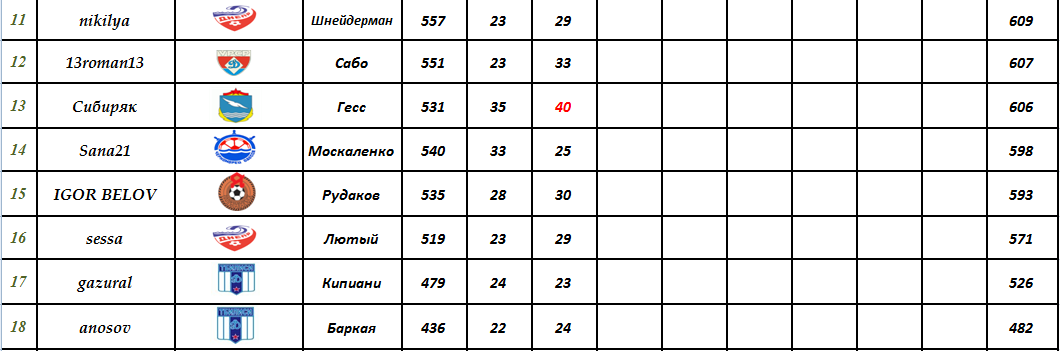 11 nikilya ДНЕПР Шнейдерман 557 23 29 609
12 13roman13 Сабо 551 23 33 607
13 Сибиряк Гесс 531 35 40 606
14 Sana21 Москаленко 540 33 25 598
15 IGOR BELOV Рудаков 535 28 30 593
16 sessa ДНЕПР Лютый 519 23 29 571
17 gazural Кипиани 479 24 23 526
18 anosov Баркая 436 22 24 482